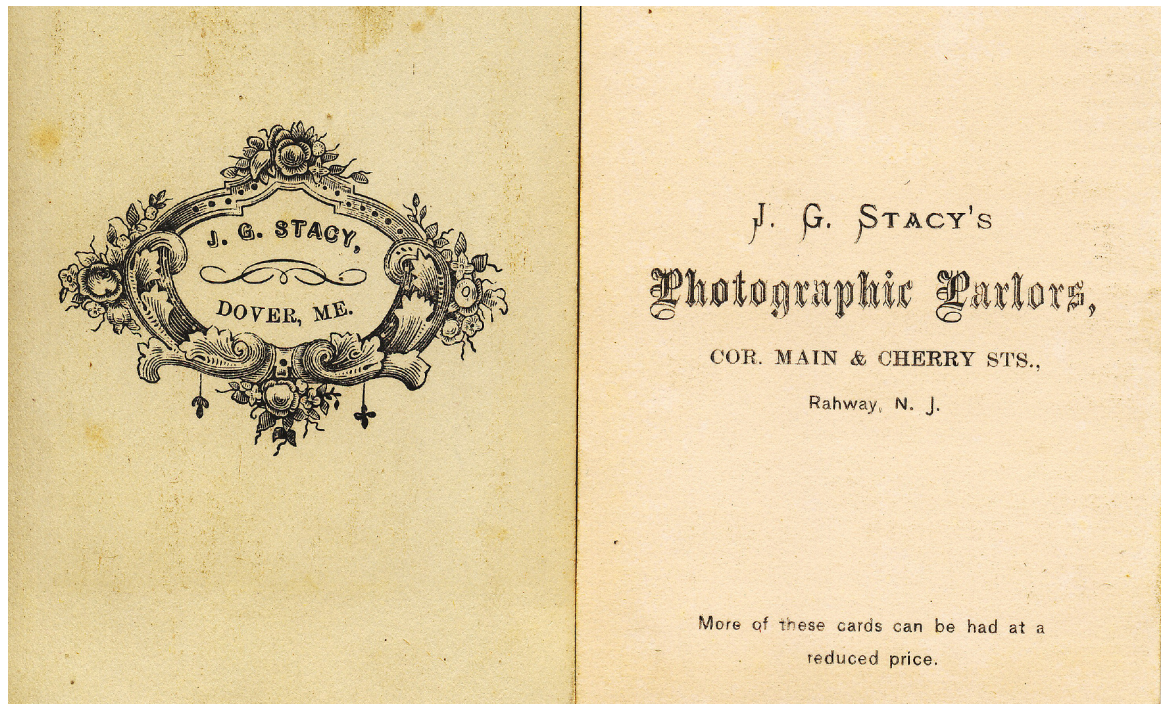 J. G. STACY,
DOVER, ME.
J. G. STACY'S
Photographic Parlors,
COR. MAIN & CHERRY STS.,
Rahway, N. J.
More of these cards can be had at a
reduced price.